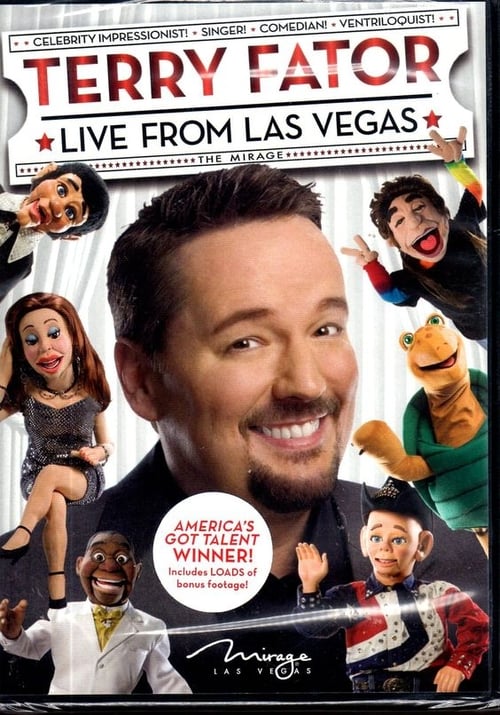 ★ ★ CELEBRITY IMPRESSIONIST! ★ SINGER! ★ COMEDIAN! ★ VENTRILOQUIST! ★ ★
TERRY FATOR
★ LIVE FROM LAS VEGAS ★
THE MIRAGE
AMERICA'S
GOT TALENT
WINNER!
Includes LOADS of
bonus footage!
Mirage
LAS VEGAS